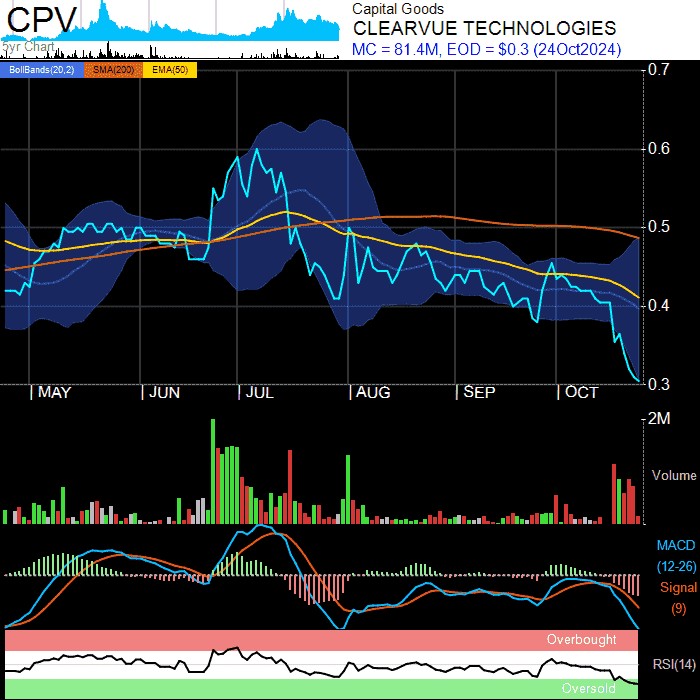 CPV
5yr Chart
Capital Goods
CLEARVUE TECHNOLOGIES
MC = 81.4M, EOD = $0.3 (24Oct2024)
BollBands(20,2) SMA(200) EMA(50)
0.7
0.6
0.5
0.4
0.3
MAY JUN JUL AUG SEP OCT
2M
Volume
MACD
(12-26)
Signal
(9)
Overbought
RSI(14)
Oversold